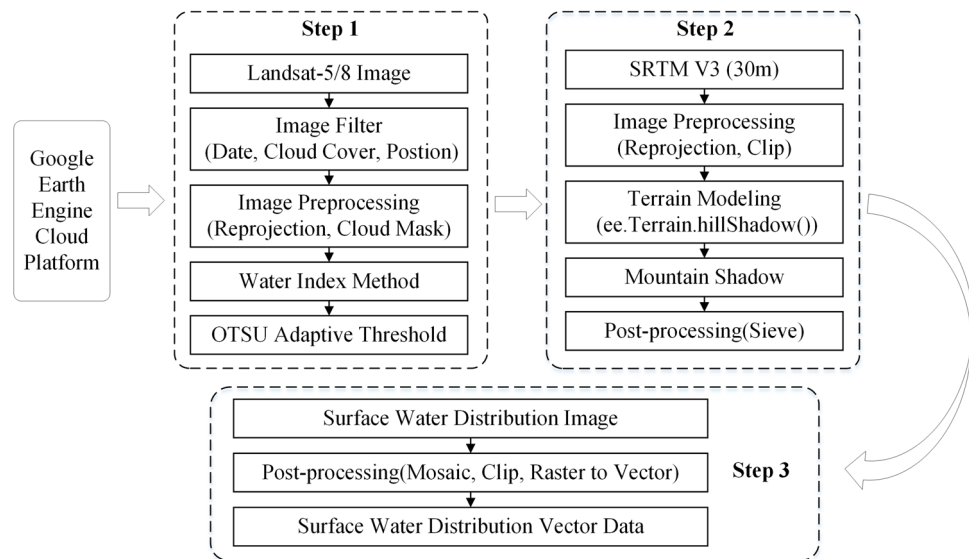 Google
Earth
Engine
Cloud
Platform
Step 1
Landsat-5/8 Image
Image Filter
(Date, Cloud Cover, Postion)
Image Preprocessing
(Reprojection, Cloud Mask)
Water Index Method
OTSU Adaptive Threshold
Step 2
SRTM V3 (30m)
Image Preprocessing
(Reprojection, Clip)
Terrain Modeling
(ee.Terrain.hillShadow())
Mountain Shadow
Post-processing(Sieve)
Surface Water Distribution Image
Post-processing(Mosaic, Clip, Raster to Vector)
Surface Water Distribution Vector Data
Step 3